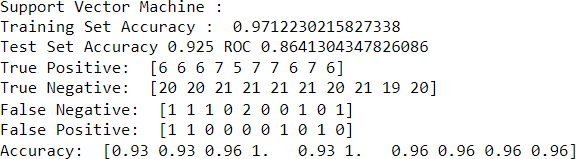 Support Vector Machine :
Training Set Accuracy :  0.9712230215827338
Test Set Accuracy 0.925 ROC 0.8641304347826086
True Positive:  [6 6 6 7 5 7 7 6 7 6]
True Negative:  [20 20 21 21 21 21 20 21 19 20]
False Negative:  [1 1 1 0 2 0 0 1 0 1]
False Positive:  [1 1 0 0 0 0 1 0 1 0]
Accuracy:  [0.93 0.93 0.96 1.   0.93 1.   0.96 0.96 0.96 0.96]